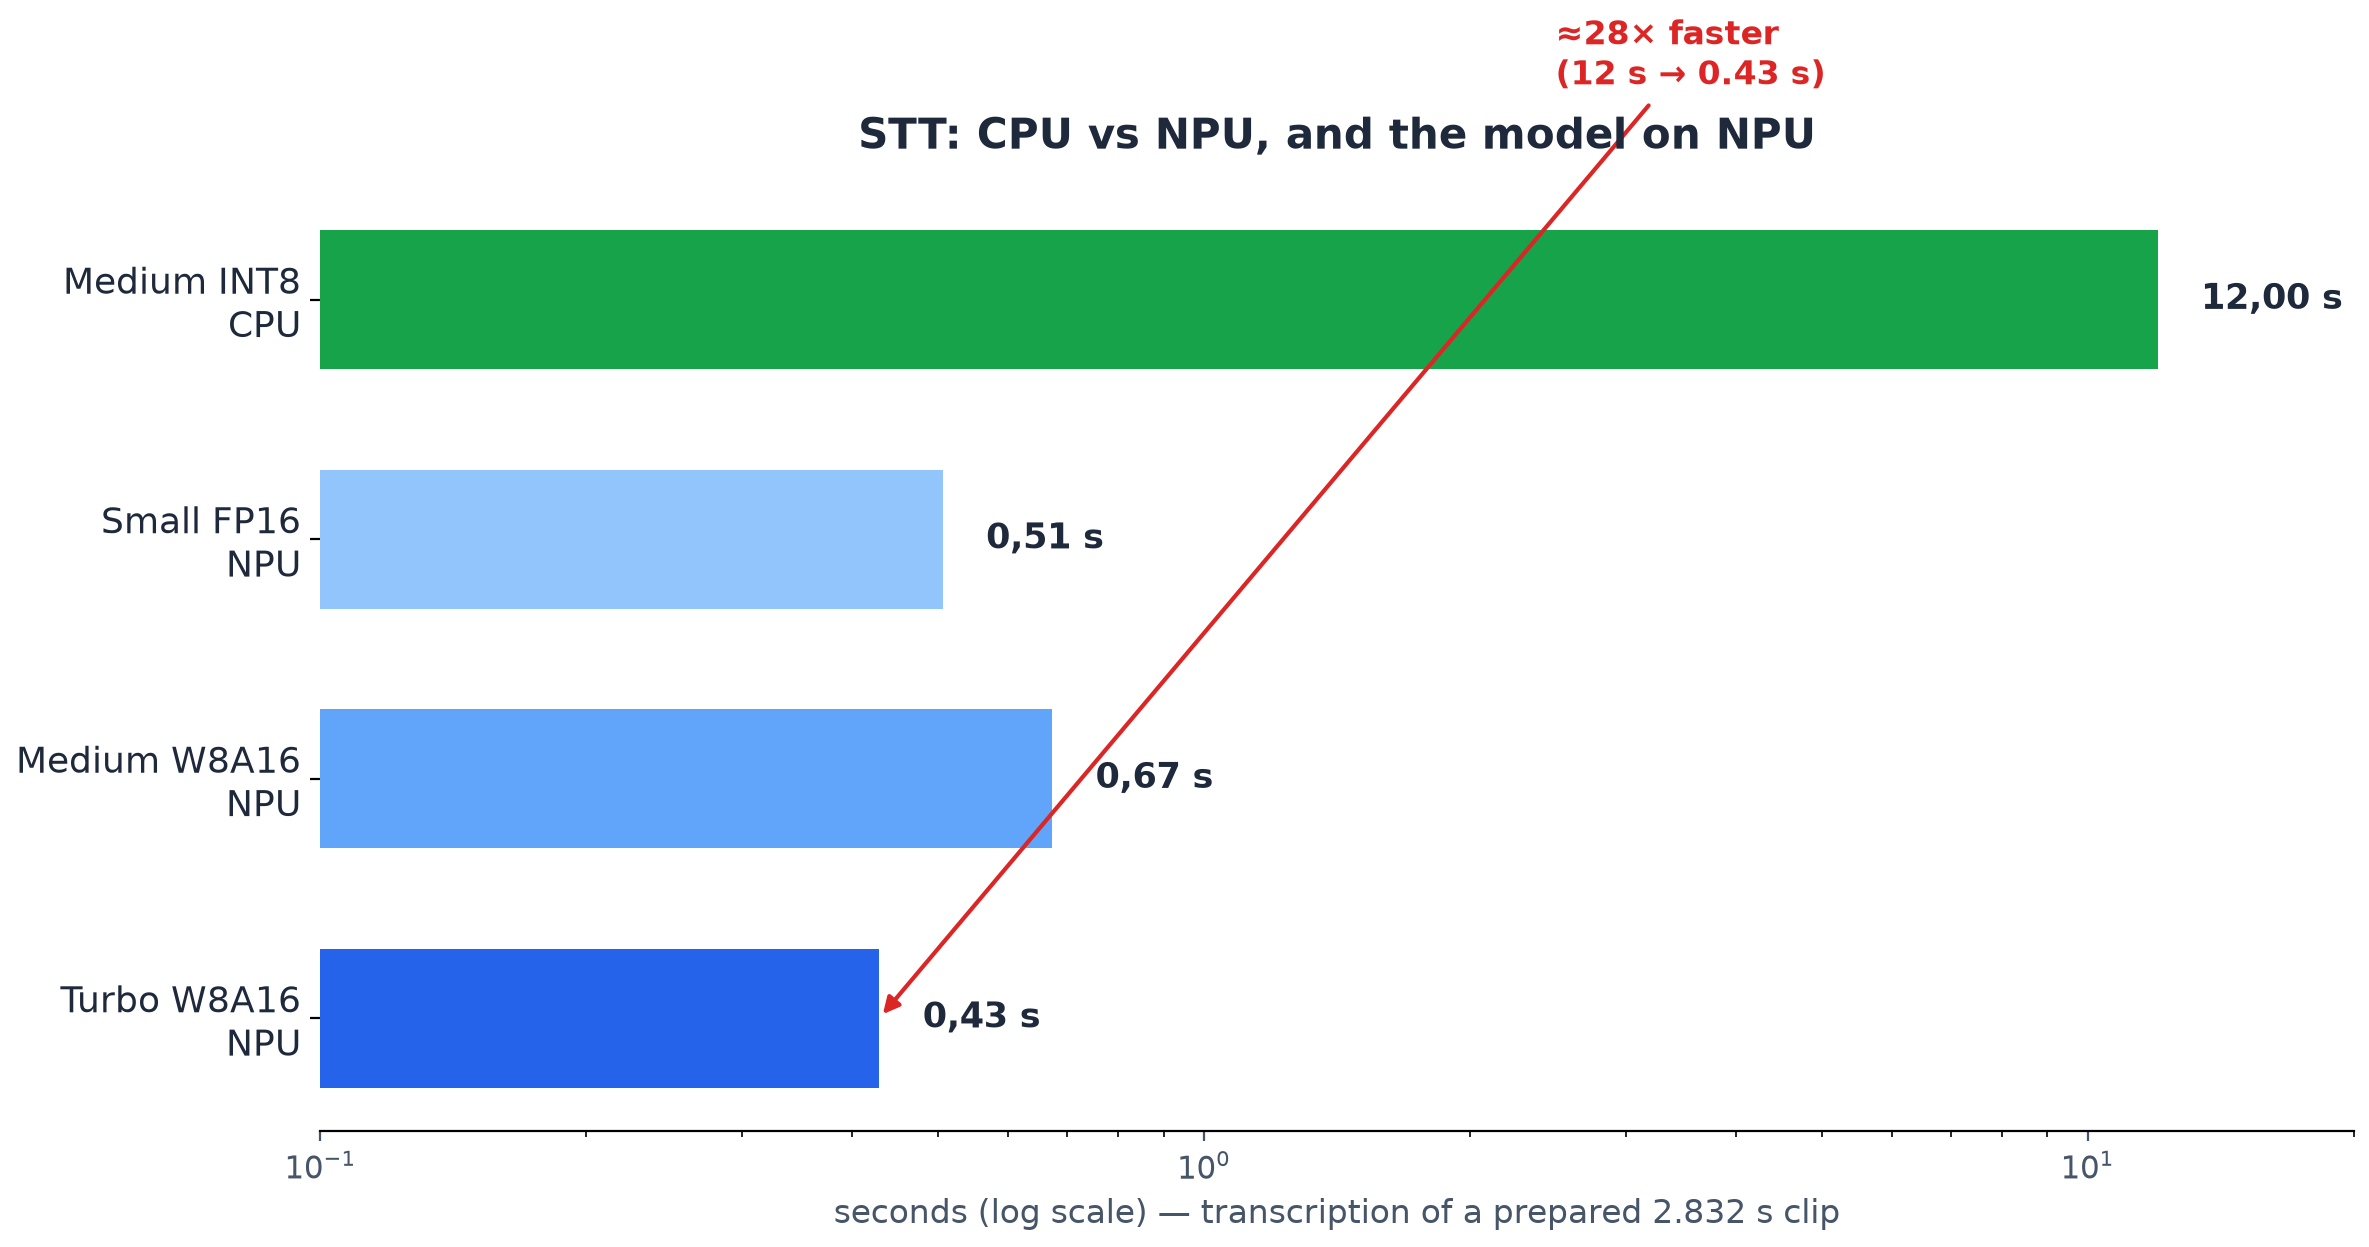 ≈28× faster
(12 s → 0.43 s)
STT: CPU vs NPU, and the model on NPU
Medium INT8
CPU
12,00 s
Small FP16
NPU
0,51 s
Medium W8A16
NPU
0,67 s
Turbo W8A16
NPU
0,43 s
10⁻¹ 10⁰ 10¹
seconds (log scale) — transcription of a prepared 2.832 s clip